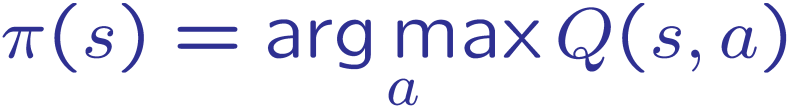 π(s) = arg max Q(s, a)
a